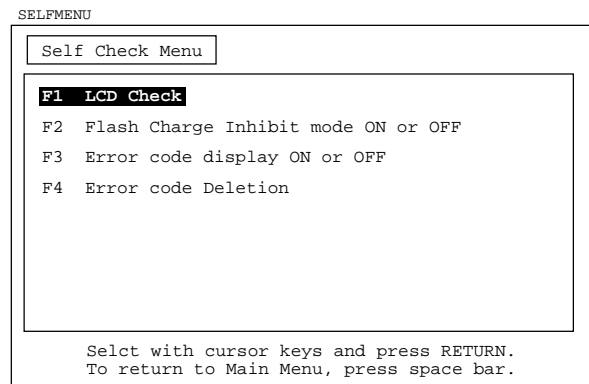 SELFMENU
Self Check Menu
F1 LCD Check
F2 Flash Charge Inhibit mode ON or OFF
F3 Error code display ON or OFF
F4 Error code Deletion
Selct with cursor keys and press RETURN.
To return to Main Menu, press space bar.